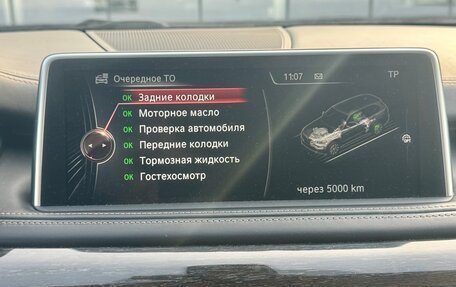 Очередное ТО
11:07
TP
OK Задние колодки
OK Моторное масло
OK Проверка автомобиля
OK Передние колодки
OK Тормозная жидкость
OK Гостехосмотр
через 5000 km